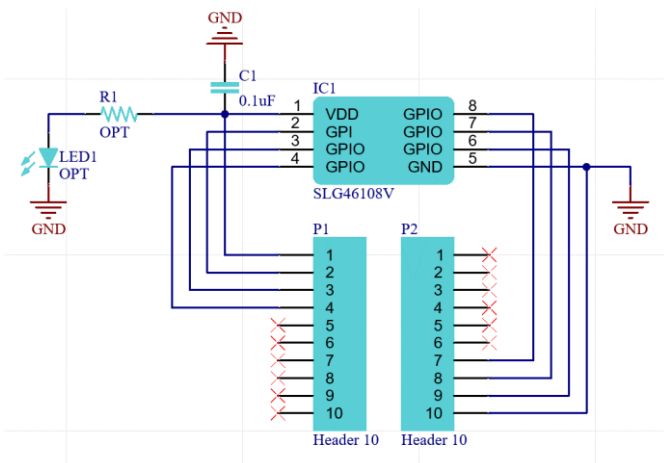 GND
C1
0.1uF
R1
OPT
LED1
OPT
GND
IC1
1 VDD GPIO 8
2 GPI GPIO 7
3 GPIO GPIO 6
4 GPIO GND 5
SLG46108V
GND
P1 P2
1 1
2 2
3 3
4 4
5 5
6 6
7 7
8 8
9 9
10 10
Header 10 Header 10